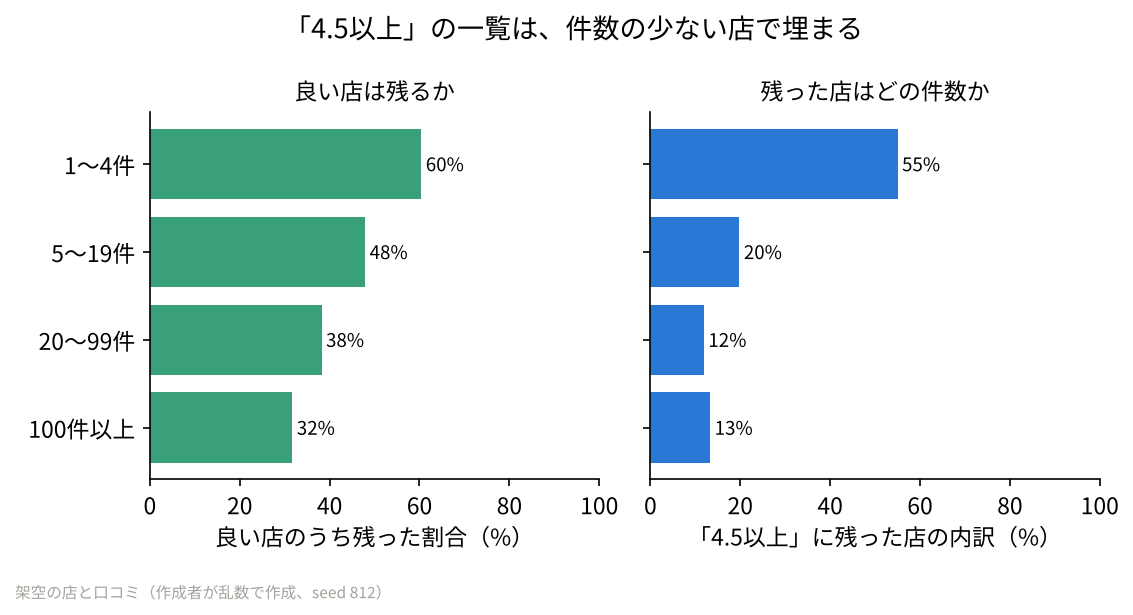 「4.5以上」の一覧は、件数の少ない店で埋まる
良い店は残るか
1〜4件
5〜19件
20〜99件
100件以上
60%
48%
38%
32%
0 20 40 60 80 100
良い店のうち残った割合（%）
残った店はどの件数か
55%
20%
12%
13%
0 20 40 60 80 100
「4.5以上」に残った店の内訳（%）
架空の店と口コミ（作成者が乱数で作成、seed 812）